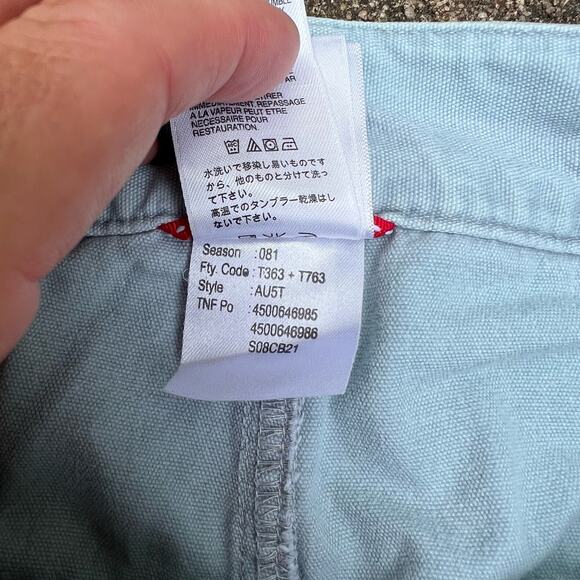 AR
IMMÉDIATEMENT. REPASSAGE
A LA VAPEUR PEUT ETRE
NECESSAIRE POUR
RESTAURATION.
水洗いで移染し易いものです
から、他のものと分けて洗っ
て下さい。
高温でのタンブラー乾燥はし
ないで下さい。
Season : 081
Fty. Code : T363 + T763
Style : AU5T
TNF Po : 4500646985
4500646986
S08CB21